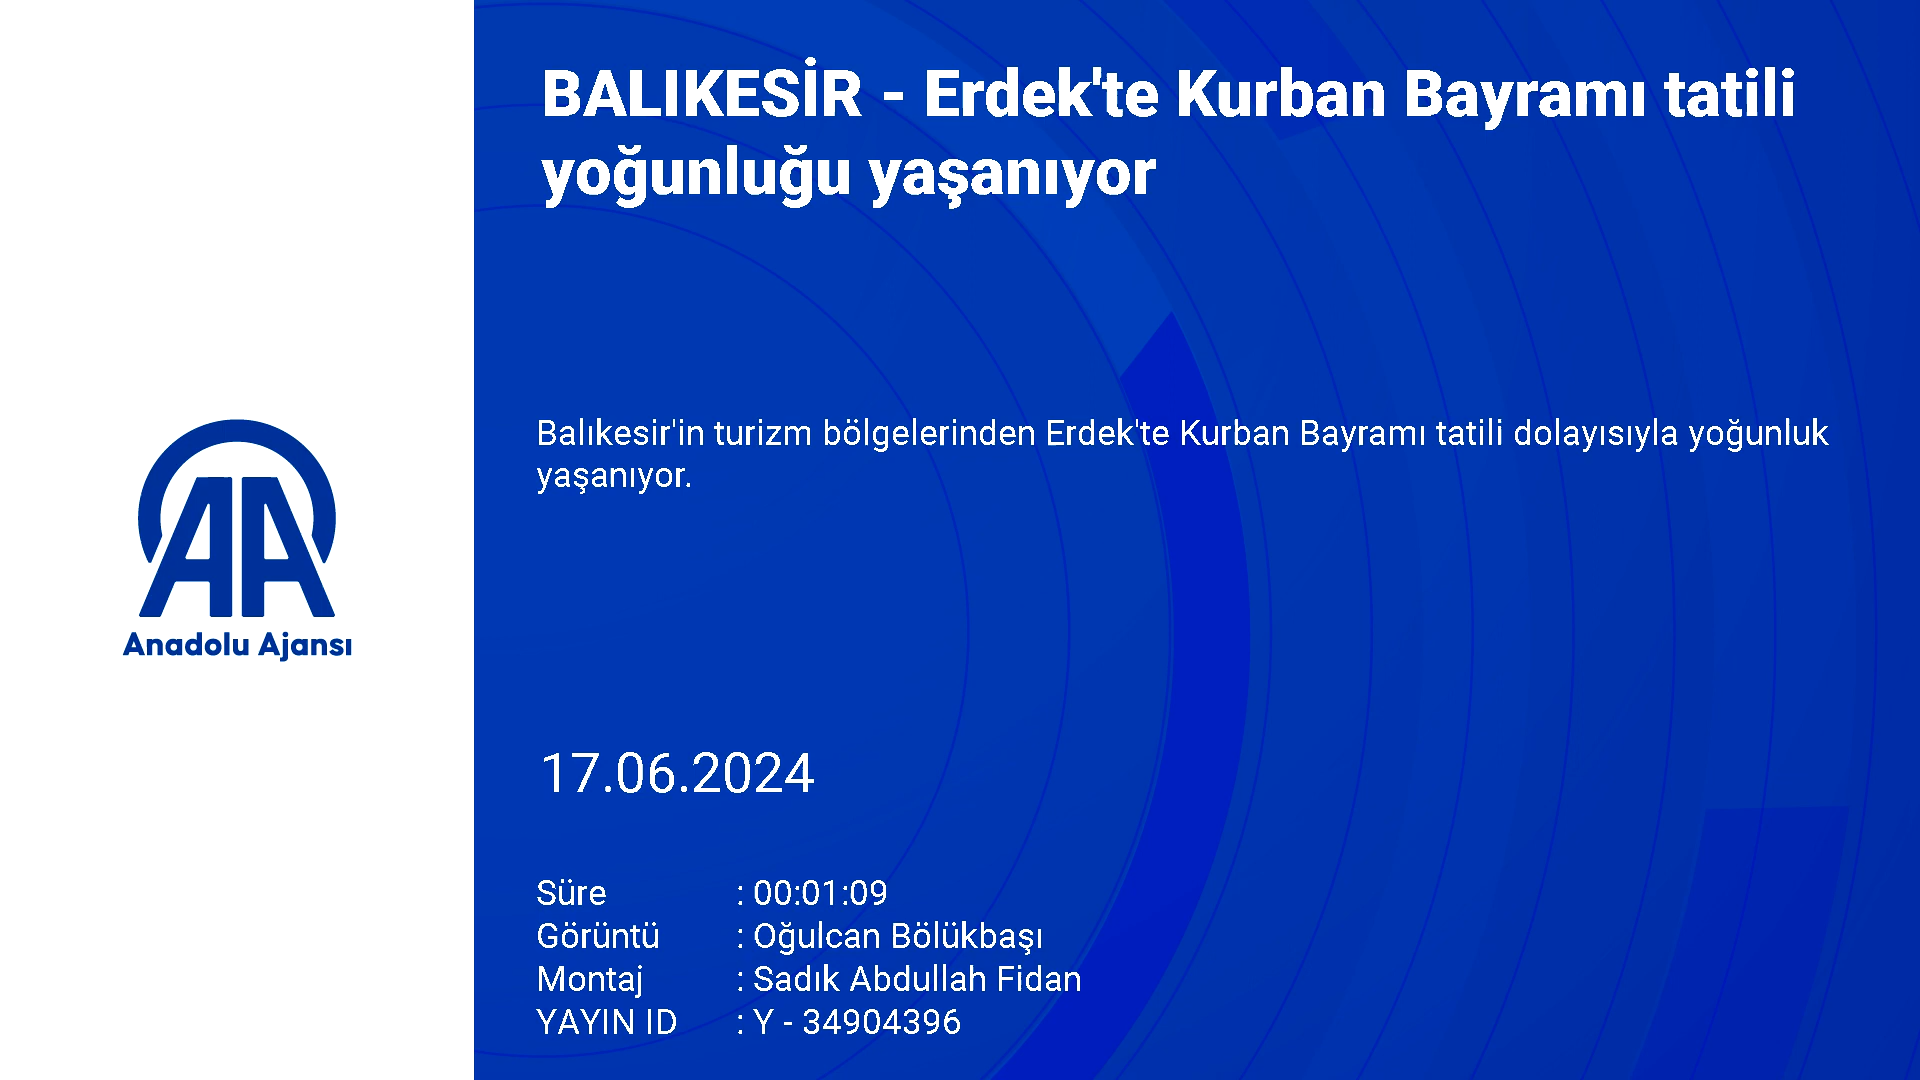 BALIKESİR - Erdek'te Kurban Bayramı tatili
yoğunluğu yaşanıyor
AA
Anadolu Ajansı
Balıkesir'in turizm bölgelerinden Erdek'te Kurban Bayramı tatili dolayısıyla yoğunluk
yaşanıyor.
17.06.2024
Süre : 00:01:09
Görüntü : Oğulcan Bölükbaşı
Montaj : Sadık Abdullah Fidan
YAYIN ID : Y - 34904396